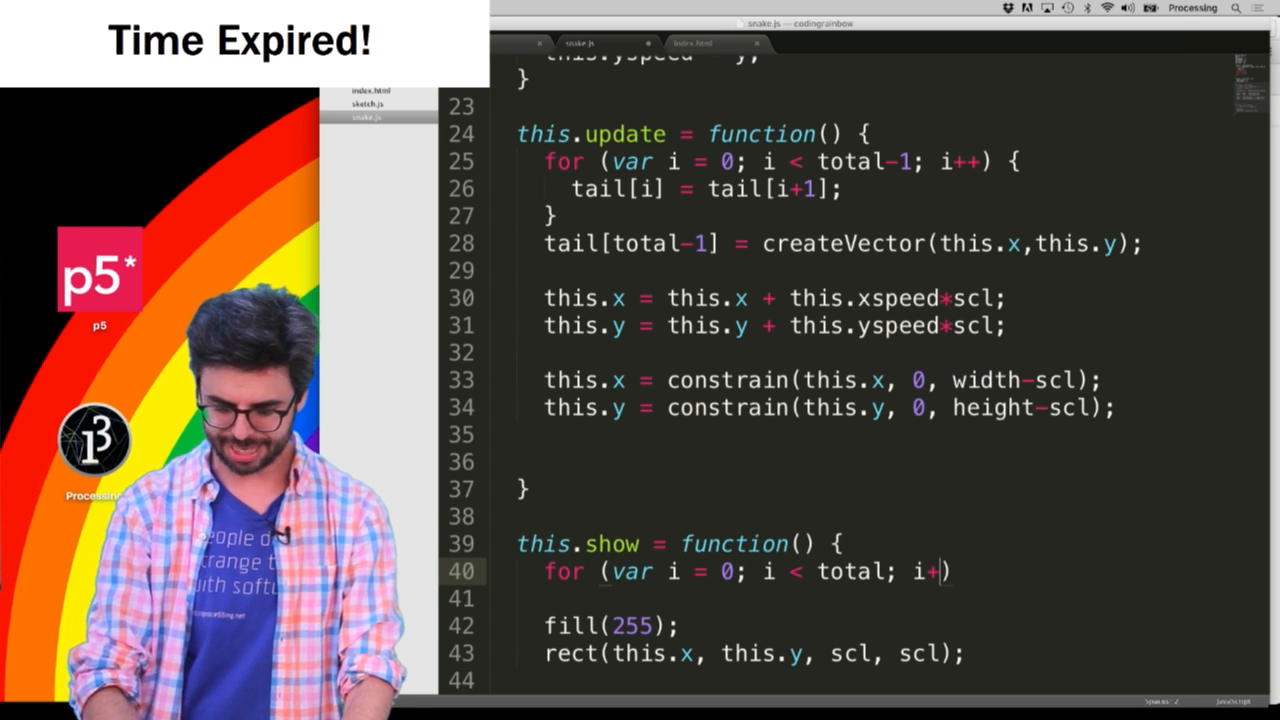 Time Expired!
Processing
snake.js — codingrainbow
snake.js
index.html
index.html
sketch.js
snake.js
this.yspeed = y;
}
23
24 this.update = function() {
25 for (var i = 0; i < total-1; i++) {
26 tail[i] = tail[i+1];
27 }
28 tail[total-1] = createVector(this.x,this.y);
29
30 this.x = this.x + this.xspeed*scl;
31 this.y = this.y + this.yspeed*scl;
32
33 this.x = constrain(this.x, 0, width-scl);
34 this.y = constrain(this.y, 0, height-scl);
35
36
37 }
38
39 this.show = function() {
40 for (var i = 0; i < total; i+)
41
42 fill(255);
43 rect(this.x, this.y, scl, scl);
44
p5*
p5
Processing
Spaces: 2
JavaScript